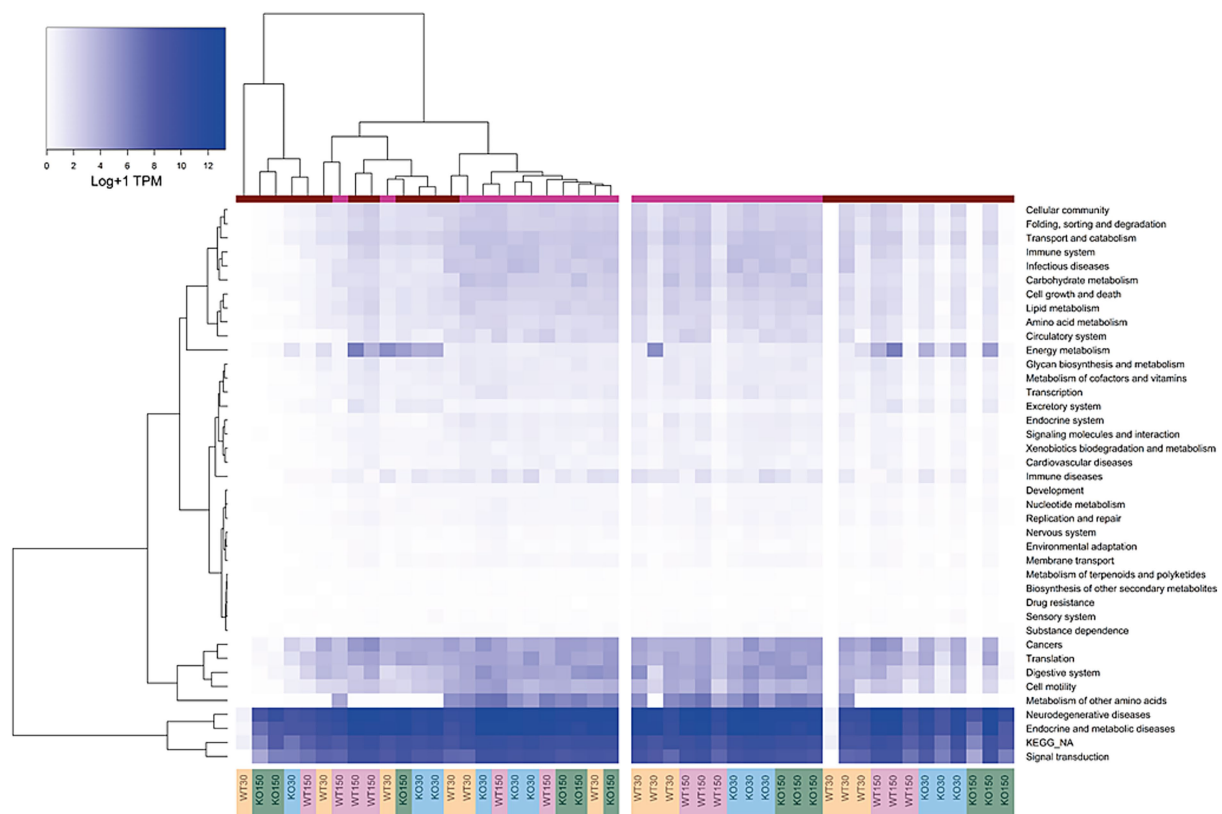 0 2 4 6 8 10 12
Log+1 TPM
Cellular community
Folding, sorting and degradation
Transport and catabolism
Immune system
Infectious diseases
Carbohydrate metabolism
Cell growth and death
Lipid metabolism
Amino acid metabolism
Circulatory system
Energy metabolism
Glycan biosynthesis and metabolism
Metabolism of cofactors and vitamins
Transcription
Excretory system
Endocrine system
Signaling molecules and interaction
Xenobiotics biodegradation and metabolism
Cardiovascular diseases
Immune diseases
Development
Nucleotide metabolism
Replication and repair
Nervous system
Environmental adaptation
Membrane transport
Metabolism of terpenoids and polyketides
Biosynthesis of other secondary metabolites
Drug resistance
Sensory system
Substance dependence
Cancers
Translation
Digestive system
Cell motility
Metabolism of other amino acids
Neurodegenerative diseases
Endocrine and metabolic diseases
KEGG_NA
Signal transduction
WT30 KO150 KO150 KO30 WT150 WT30 WT150 WT150 WT150 WT30 KO150 KO30 KO30 WT30 WT30 KO30 WT150 KO30 KO30 WT150 KO150 KO150 WT30 KO150
WT30 WT30 WT30 WT150 WT150 WT150 KO30 KO30 KO30 KO150 KO150 KO150 WT30 WT30 WT30 WT150 WT150 WT150 KO30 KO30 KO30 KO150 KO150 KO150